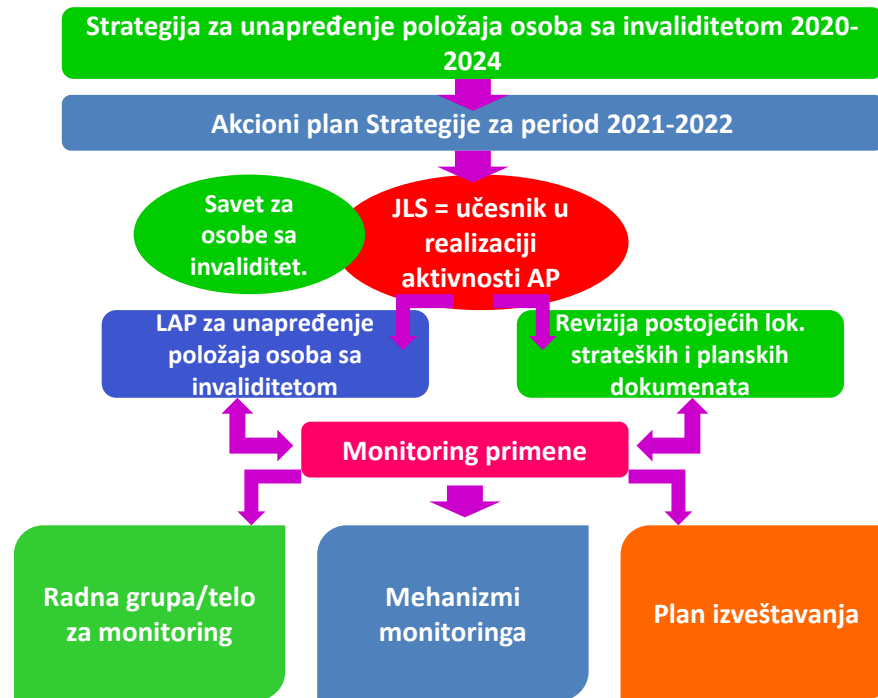 Strategija za unapređenje položaja osoba sa invaliditetom 2020-
2024
Akcioni plan Strategije za period 2021-2022
Savet za
osobe sa
invaliditet.
JLS = učesnik u
realizaciji
aktivnosti AP
LAP za unapređenje
položaja osoba sa
invaliditetom
Revizija postojećih lok.
strateških i planskih
dokumenata
Monitoring primene
Radna grupa/telo
za monitoring
Mehanizmi
monitoringa
Plan izveštavanja